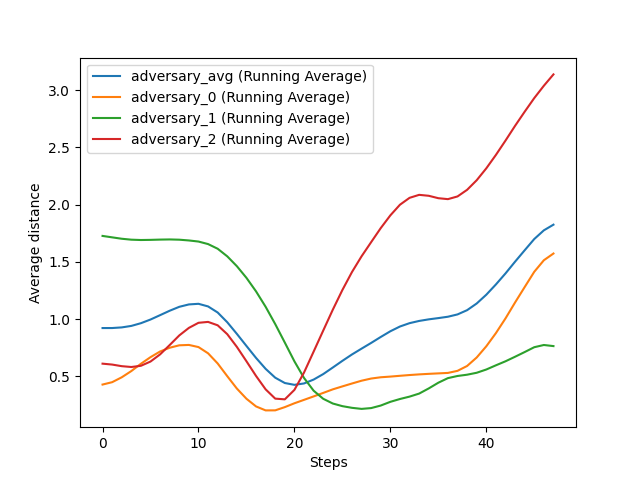 adversary_avg (Running Average)
adversary_0 (Running Average)
adversary_1 (Running Average)
adversary_2 (Running Average)
Average distance
3.0
2.5
2.0
1.5
1.0
0.5
0 10 20 30 40
Steps